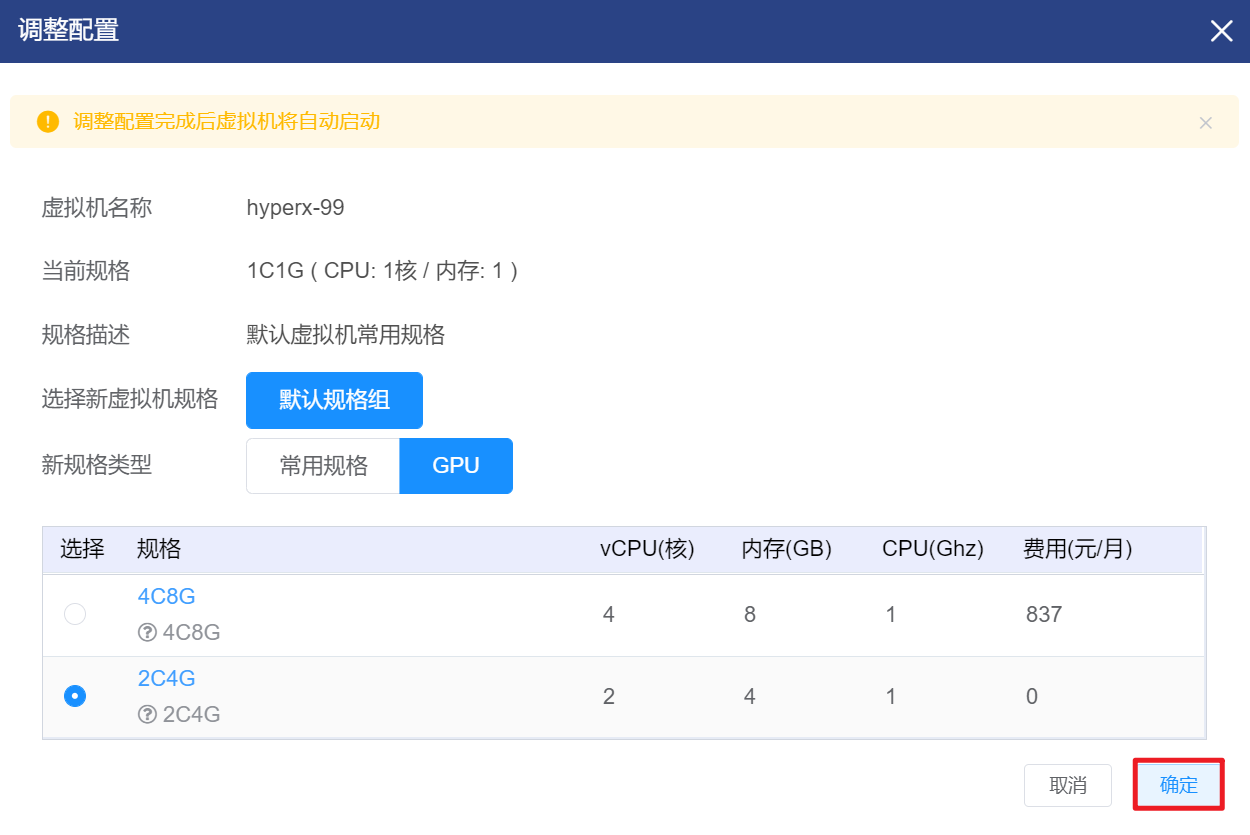 调整配置
调整配置完成后虚拟机将自动启动
虚拟机名称 hyperx-99
当前规格 1C1G ( CPU: 1核 / 内存: 1 )
规格描述 默认虚拟机常用规格
选择新虚拟机规格 默认规格组
新规格类型 常用规格 GPU
选择 规格 vCPU(核) 内存(GB) CPU(Ghz) 费用(元/月)
4C8G
4 8 1 837
4C8G
2C4G
2 4 1 0
2C4G
取消 确定